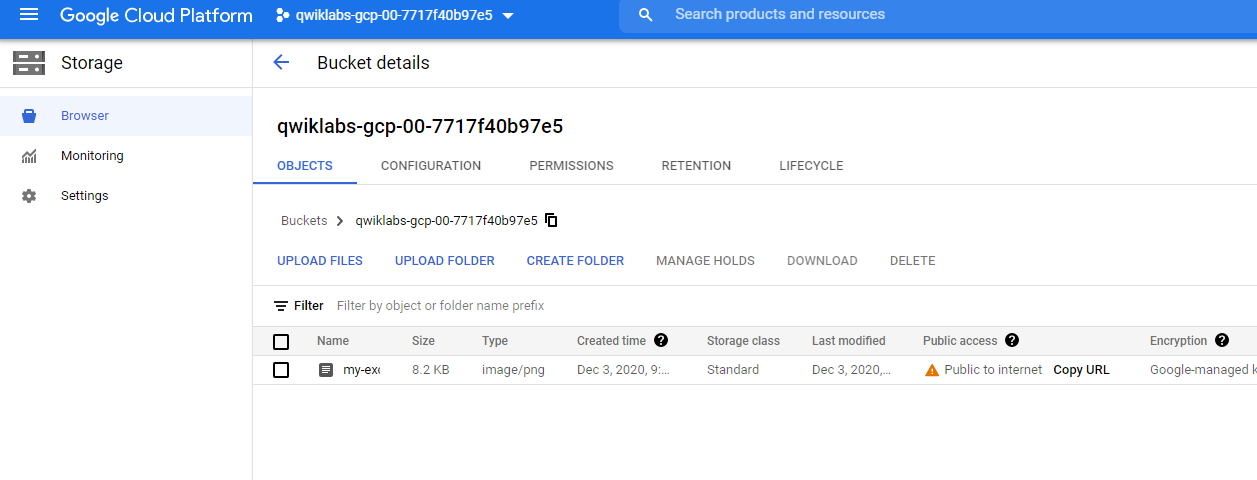 Google Cloud Platform qwiklabs-gcp-00-7717f40b97e5 Search products and resources
Storage
Browser
Monitoring
Settings
Bucket details
qwiklabs-gcp-00-7717f40b97e5
OBJECTS CONFIGURATION PERMISSIONS RETENTION LIFECYCLE
Buckets > qwiklabs-gcp-00-7717f40b97e5
UPLOAD FILES UPLOAD FOLDER CREATE FOLDER MANAGE HOLDS DOWNLOAD DELETE
Filter Filter by object or folder name prefix
Name Size Type Created time ? Storage class Last modified Public access ? Encryption ?
my-exc 8.2 KB image/png Dec 3, 2020, 9:... Standard Dec 3, 2020,... Public to internet Copy URL Google-managed k